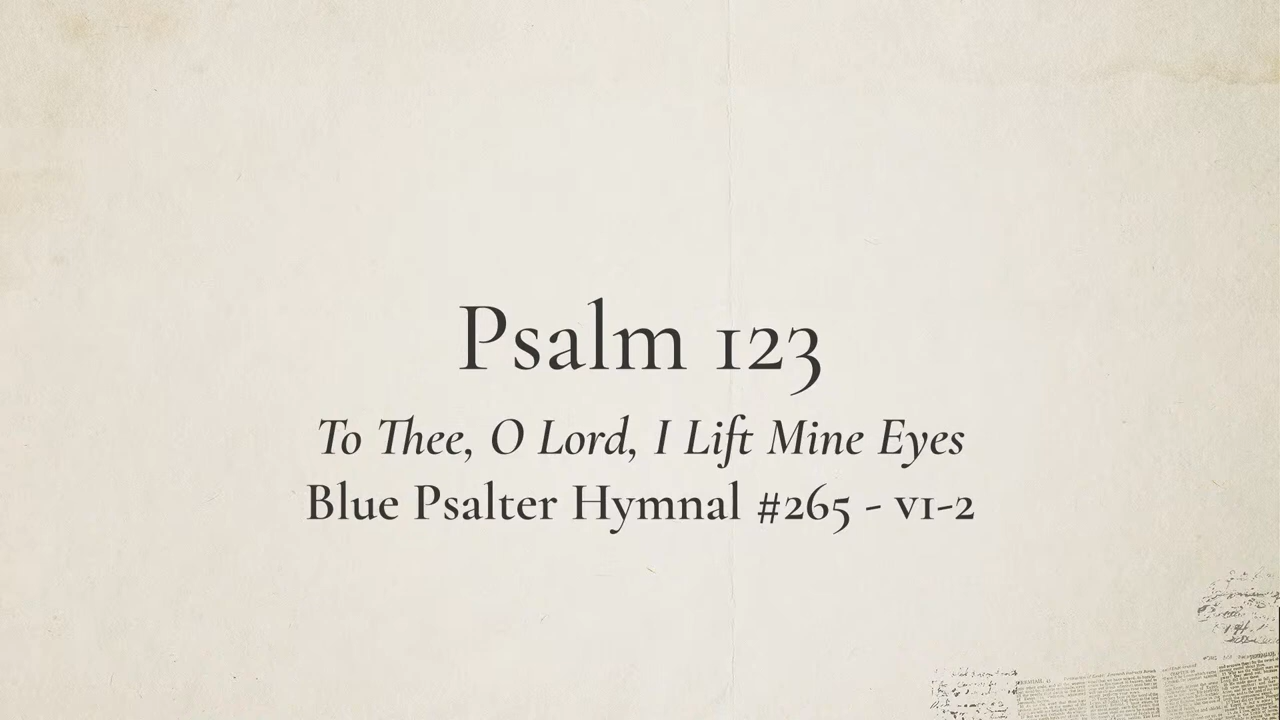 Psalm 123
To Thee, O Lord, I Lift Mine Eyes
Blue Psalter Hymnal #265 - v1-2